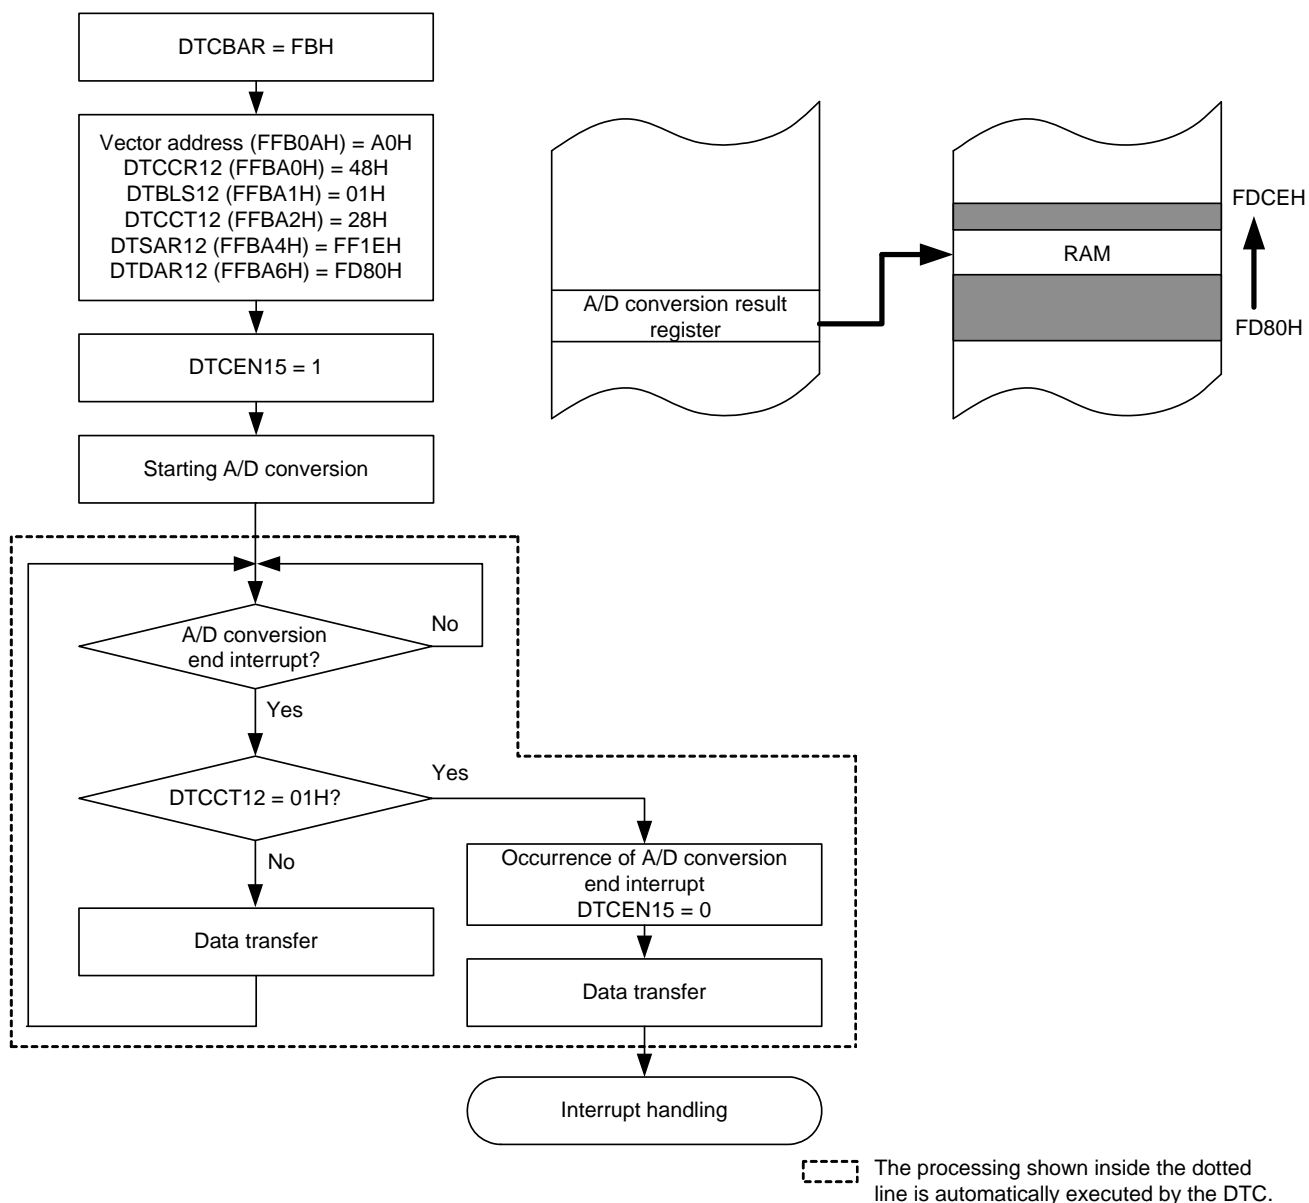 DTCBAR = FBH
Vector address (FFB0AH) = A0H
DTCCR12 (FFBA0H) = 48H
DTBLS12 (FFBA1H) = 01H
DTCCT12 (FFBA2H) = 28H
DTSAR12 (FFBA4H) = FF1EH
DTDAR12 (FFBA6H) = FD80H
DTCEN15 = 1
Starting A/D conversion
A/D conversion
end interrupt?
No
Yes
DTCCT12 = 01H?
Yes
No
Data transfer
Occurrence of A/D conversion
end interrupt
DTCEN15 = 0
Data transfer
Interrupt handling
A/D conversion result
register
RAM
FDCEH
FD80H
The processing shown inside the dotted
line is automatically executed by the DTC.